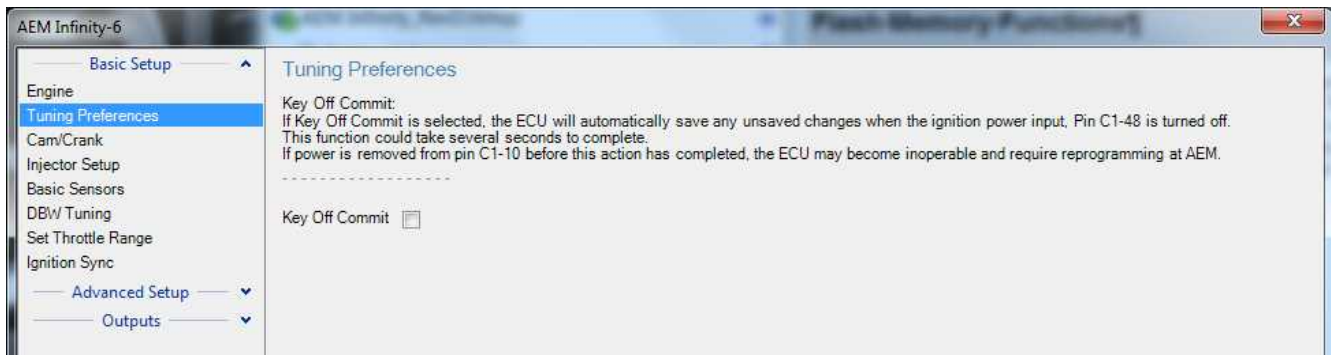 AEM Infinity-6
Basic Setup
Engine
Tuning Preferences
Cam/Crank
Injector Setup
Basic Sensors
DBW Tuning
Set Throttle Range
Ignition Sync
Advanced Setup
Outputs
Tuning Preferences
Key Off Commit:
If Key Off Commit is selected, the ECU will automatically save any unsaved changes when the ignition power input, Pin C1-48 is turned off.
This function could take several seconds to complete.
If power is removed from pin C1-10 before this action has completed, the ECU may become inoperable and require reprogramming at AEM.
- - - - - - - - - - - - - - - - - -
Key Off Commit